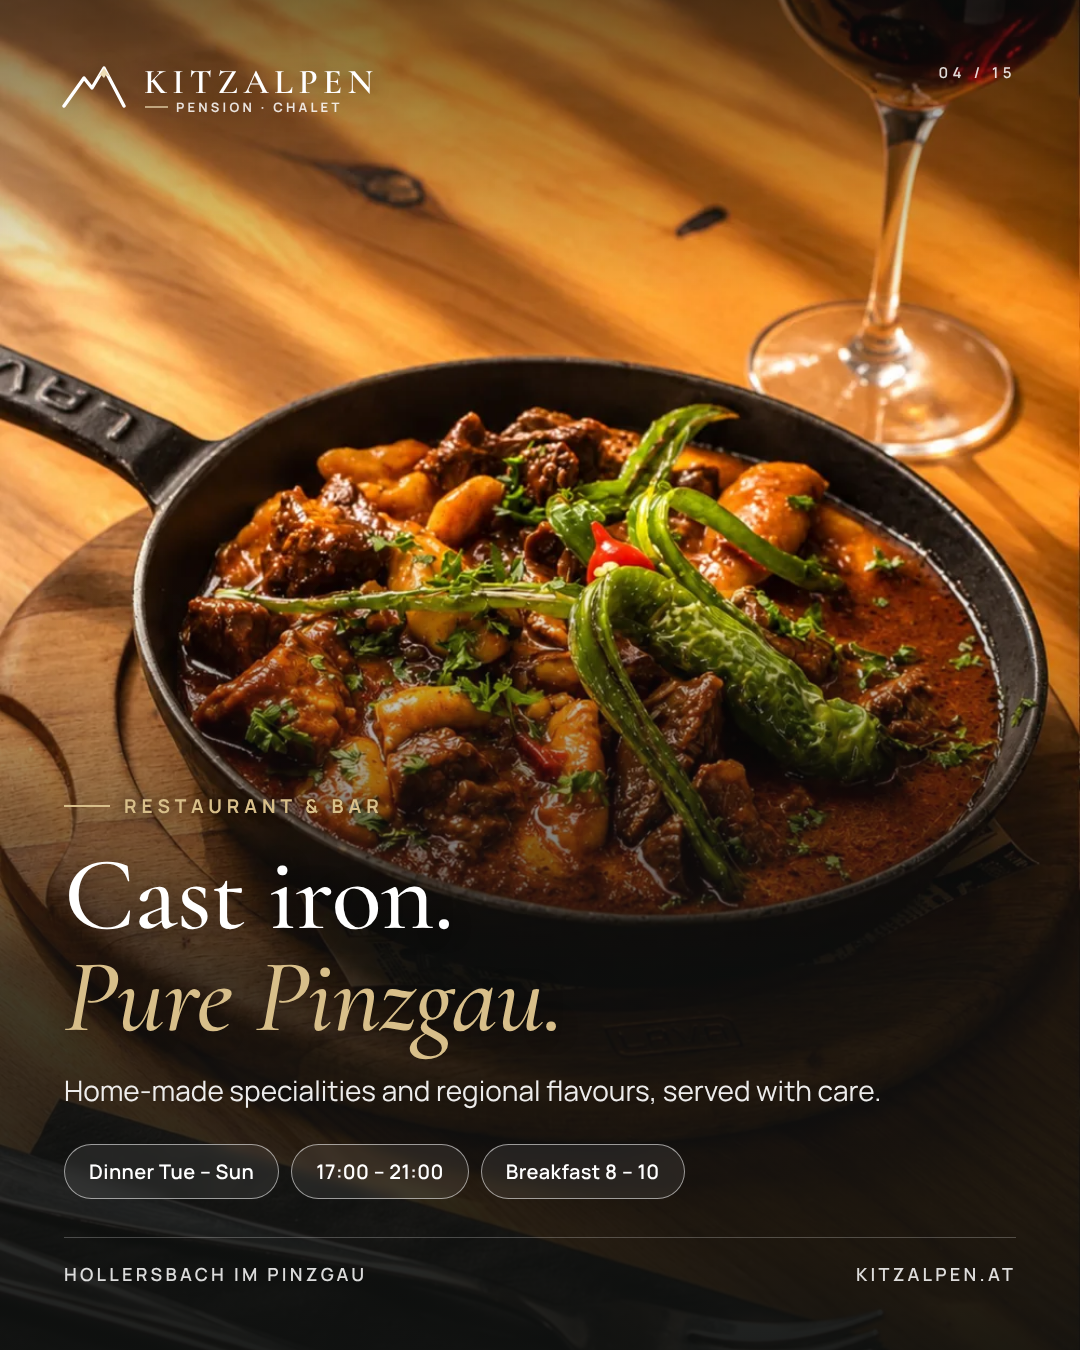 KITZALPEN
PENSION · CHALET
04 / 15
RESTAURANT & BAR
Cast iron.
Pure Pinzgau.
Home-made specialities and regional flavours, served with care.
Dinner Tue – Sun
17:00 – 21:00
Breakfast 8 – 10
HOLLERSBACH IM PINZGAU
KITZALPEN.AT